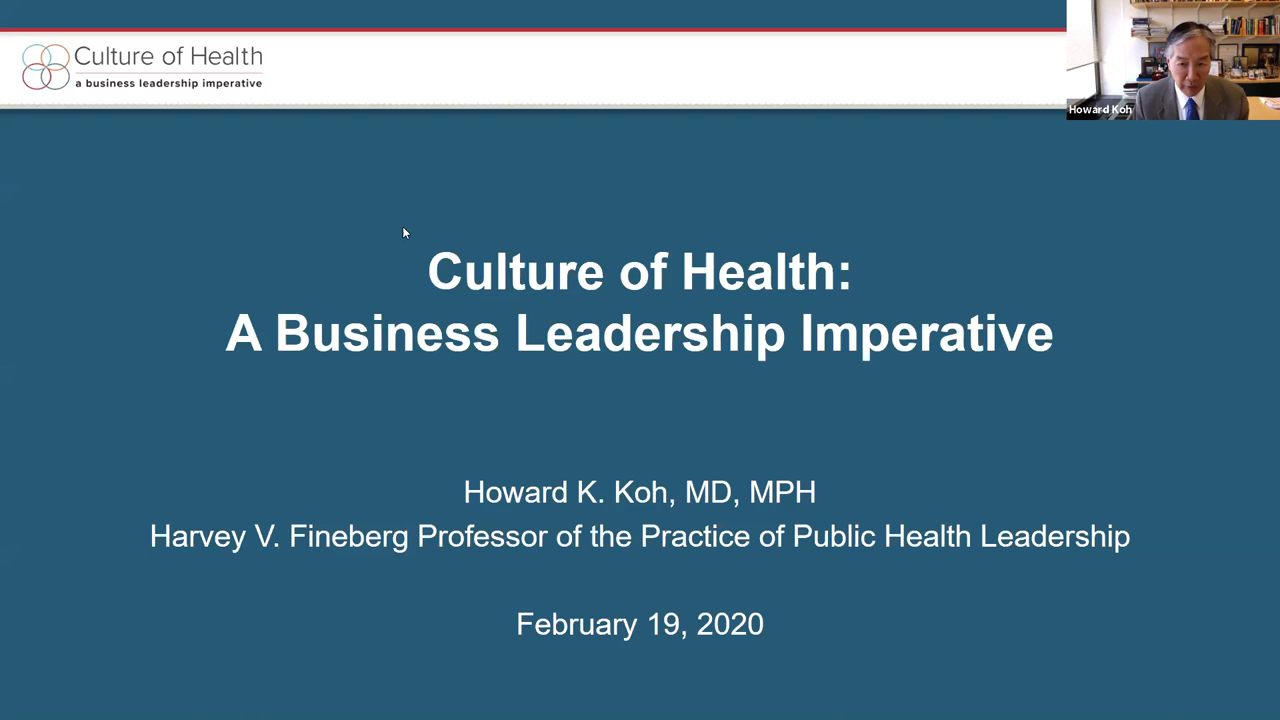 Culture of Health
a business leadership imperative
Howard Koh
Culture of Health:
A Business Leadership Imperative
Howard K. Koh, MD, MPH
Harvey V. Fineberg Professor of the Practice of Public Health Leadership
February 19, 2020